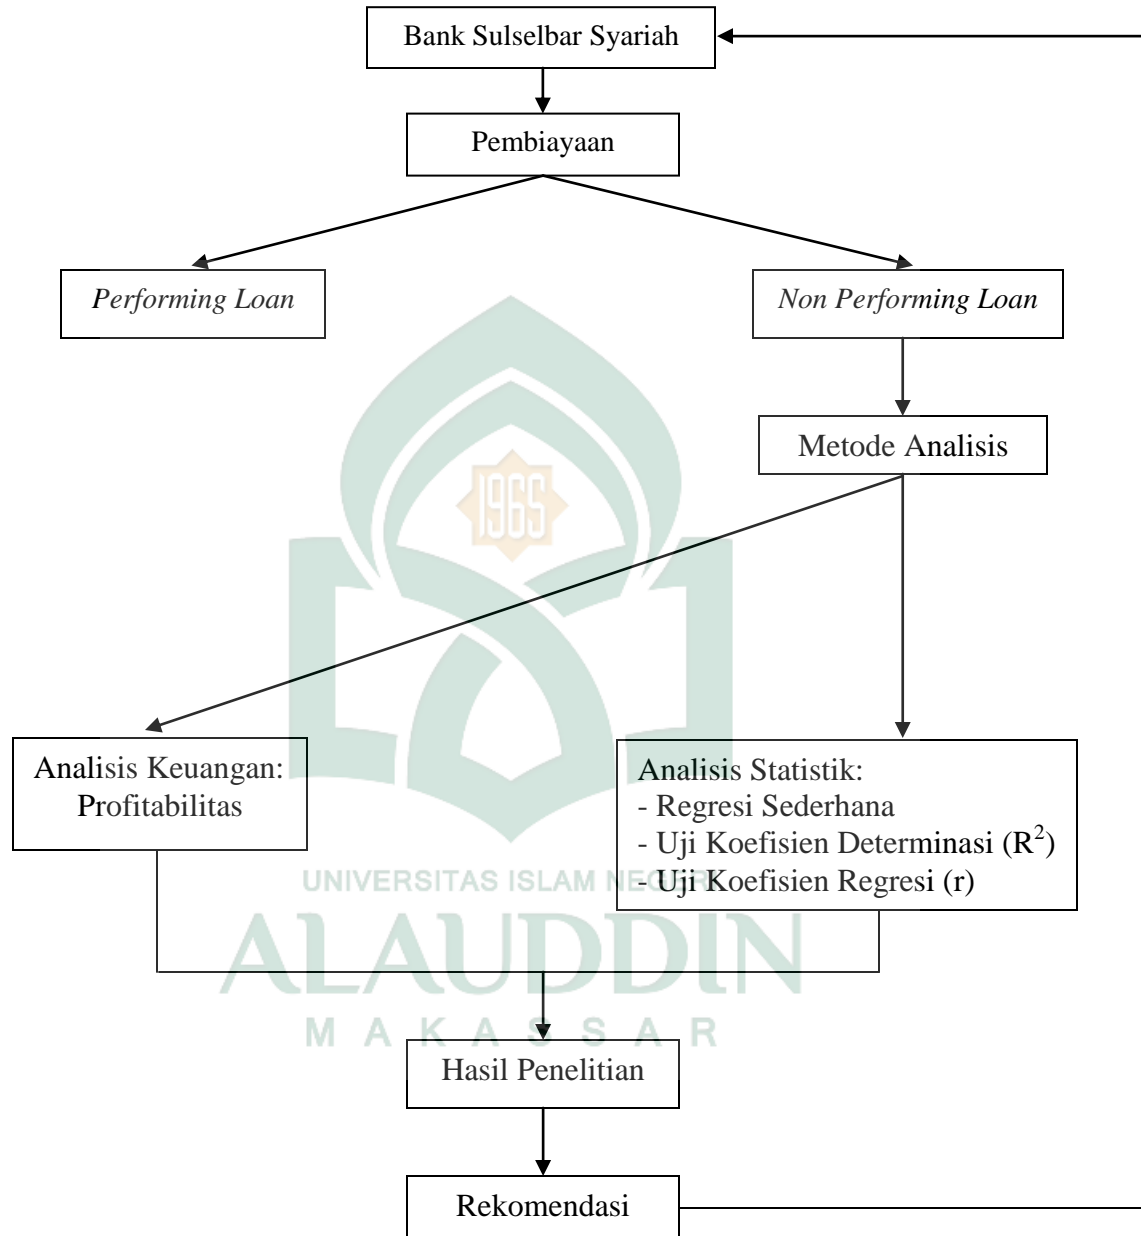 Bank Sulselbar Syariah
Pembiayaan
Performing Loan
Non Performing Loan
Metode Analisis
1965
Analisis Keuangan:
Profitabilitas
Analisis Statistik:
- Regresi Sederhana
- Uji Koefisien Determinasi (R²)
- Uji Koefisien Regresi (r)
UNIVERSITAS ISLAM NEGERI
ALAUDDIN
MAKASSAR
Hasil Penelitian
Rekomendasi